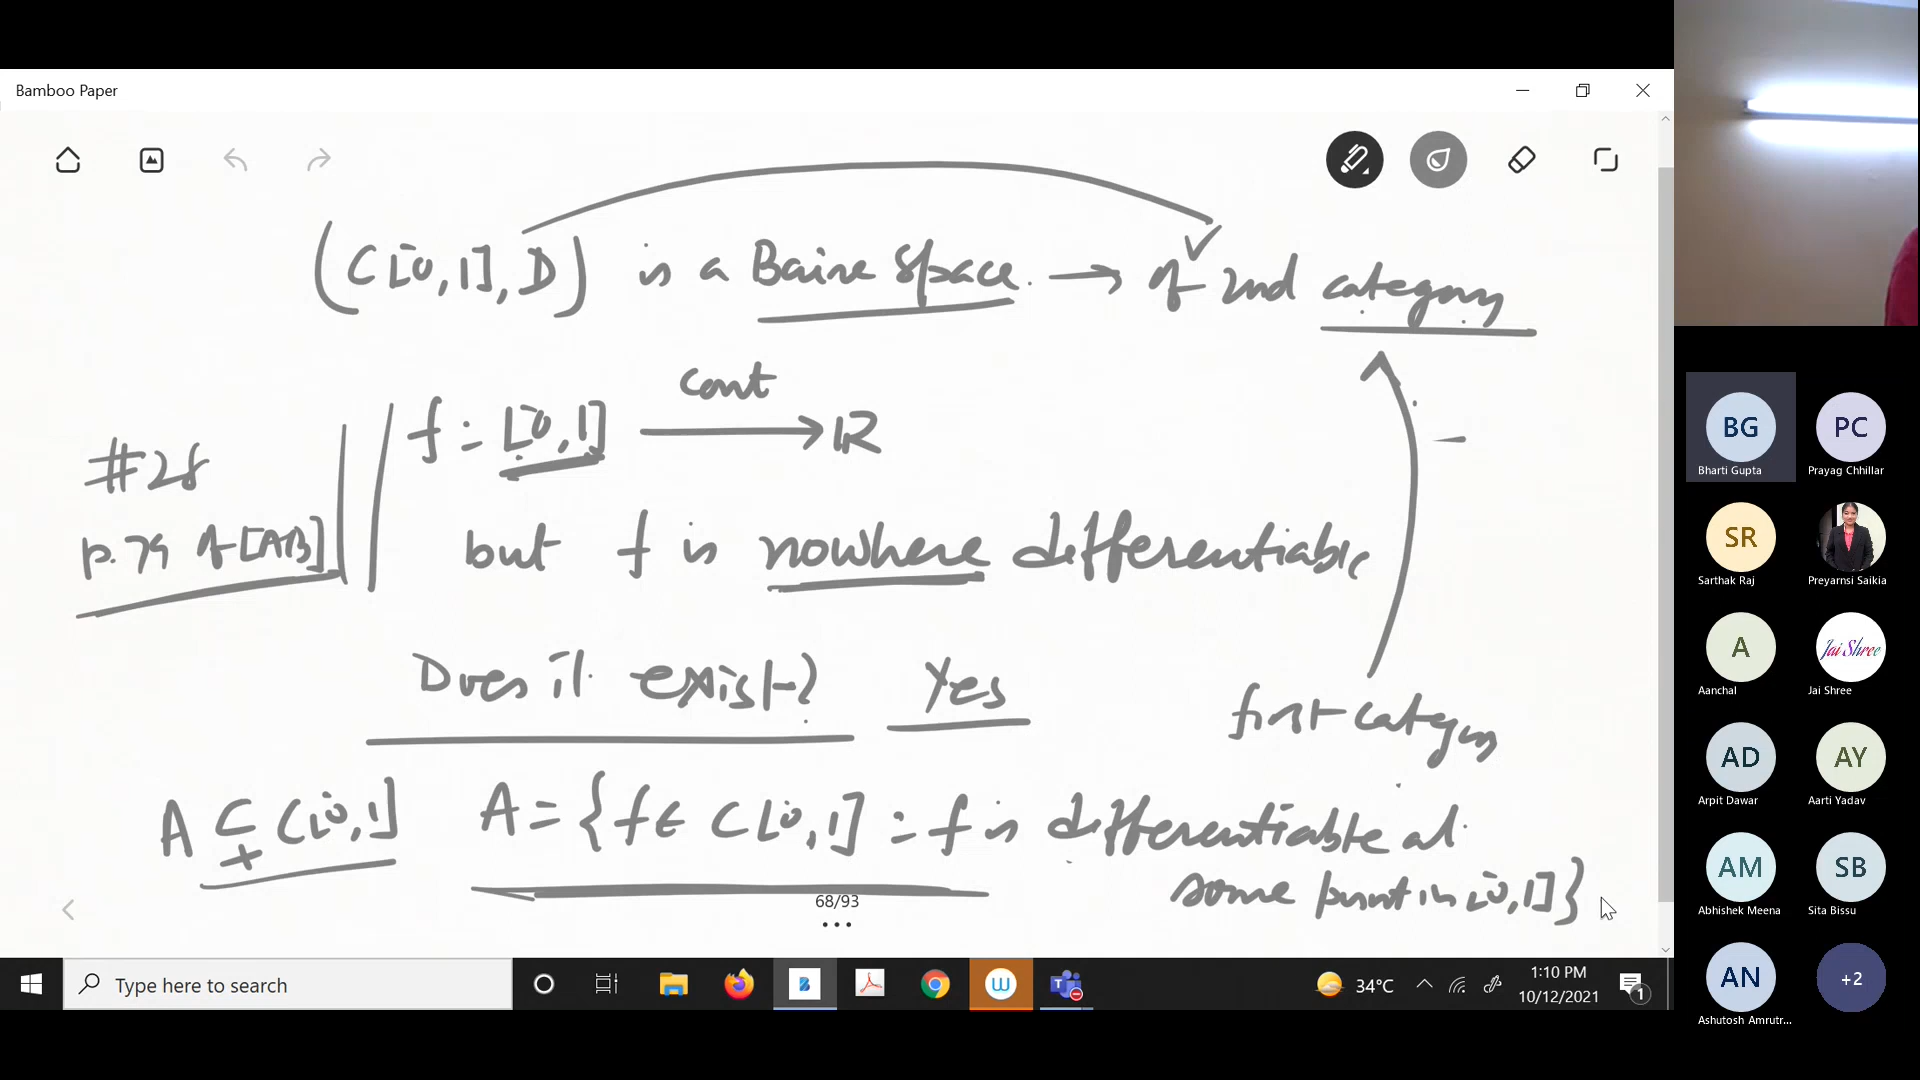 Bamboo Paper
(C[0,1], D) is a Baire Space. → of 2nd category
cont
f : [0,1] → ℝ
#28
p.79 of [AB]
but f is nowhere differentiable
Does it exist? Yes
first category
A ⊊ C[0,1] A = {f ∈ C[0,1] : f is differentiable at
some point in [0,1]}
68/93
BG PC
Bharti Gupta Prayag Chhillar
SR
Sarthak Raj Preyarnsi Saikia
A Jai Shree
Aanchal Jai Shree
AD AY
Arpit Dawar Aarti Yadav
AM SB
Abhishek Meena Sita Bissu
AN +2
Ashutosh Amrutr...
Type here to search
34°C
1:10 PM
10/12/2021
1